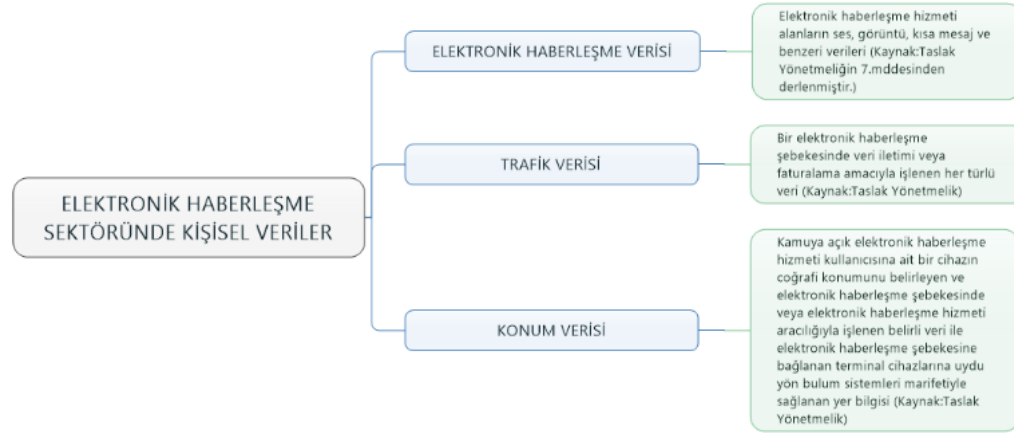 ELEKTRONİK HABERLEŞME
SEKTÖRÜNDE KİŞİSEL VERİLER
ELEKTRONİK HABERLEŞME VERİSİ
Elektronik haberleşme hizmeti
alanların ses, görüntü, kısa mesaj ve
benzeri verileri (Kaynak:Taslak
Yönetmeliğin 7.mddesinden
derlenmiştir.)
TRAFİK VERİSİ
Bir elektronik haberleşme
şebekesinde veri iletimi veya
faturalama amacıyla işlenen her türlü
veri (Kaynak:Taslak Yönetmelik)
KONUM VERİSİ
Kamuya açık elektronik haberleşme
hizmeti kullanıcısına ait bir cihazın
coğrafi konumunu belirleyen ve
elektronik haberleşme şebekesinde
veya elektronik haberleşme hizmeti
aracılığıyla işlenen belirli veri ile
elektronik haberleşme şebekesine
bağlanan terminal cihazlarına uydu
yön bulum sistemleri marifetiyle
sağlanan yer bilgisi (Kaynak:Taslak
Yönetmelik)